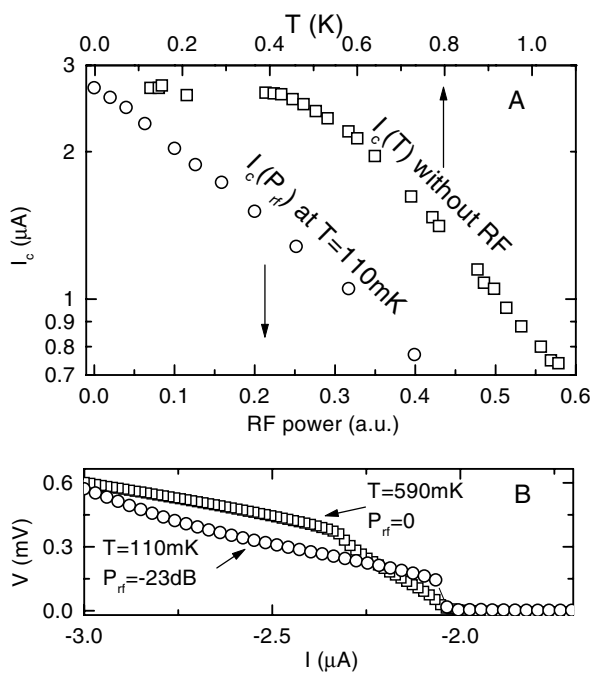 T (K)
0.0 0.2 0.4 0.6 0.8 1.0
3
2
1
0.9
0.8
0.7
I_c (μA)
A
I_c(T) without RF
I_c(P_rf) at T=110mK
0.0 0.1 0.2 0.3 0.4 0.5 0.6
RF power (a.u.)
B
0.6
0.3
0.0
V (mV)
T=590mK
P_rf=0
T=110mK
P_rf=-23dB
-3.0 -2.5 -2.0
I (μA)